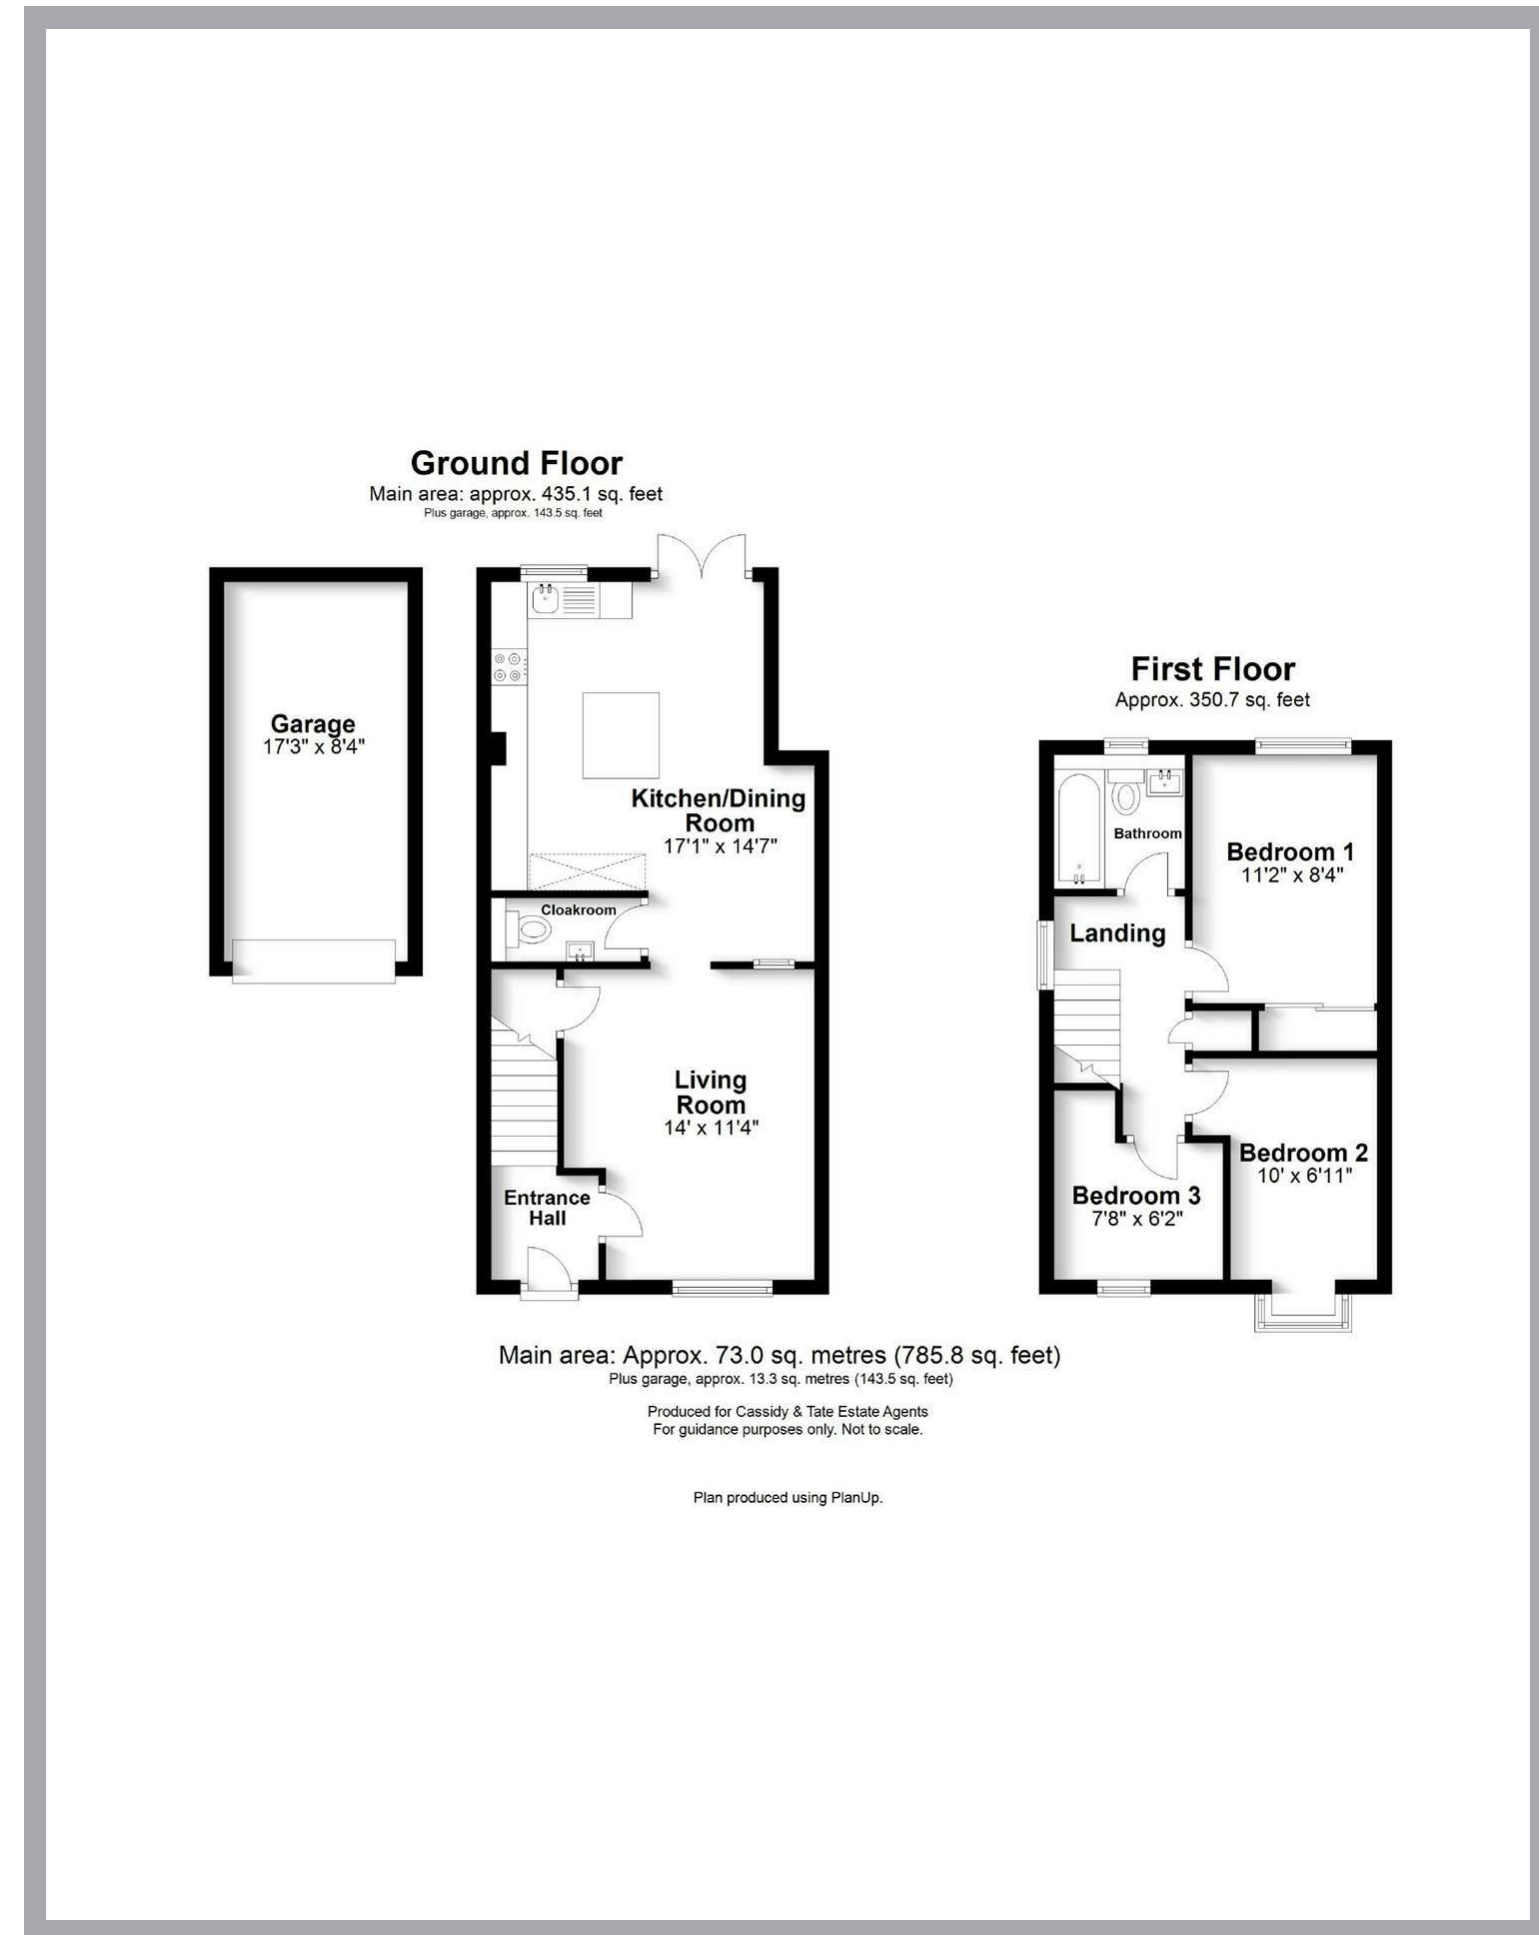 Ground Floor
Main area: approx. 435.1 sq. feet
Plus garage, approx. 143.5 sq. feet
Garage
17'3" x 8'4"
Kitchen/Dining
Room
17'1" x 14'7"
Cloakroom
Living
Room
14' x 11'4"
Entrance
Hall
First Floor
Approx. 350.7 sq. feet
Bathroom
Bedroom 1
11'2" x 8'4"
Landing
Bedroom 2
10' x 6'11"
Bedroom 3
7'8" x 6'2"
Main area: Approx. 73.0 sq. metres (785.8 sq. feet)
Plus garage, approx. 13.3 sq. metres (143.5 sq. feet)
Produced for Cassidy & Tate Estate Agents
For guidance purposes only. Not to scale.
Plan produced using PlanUp.